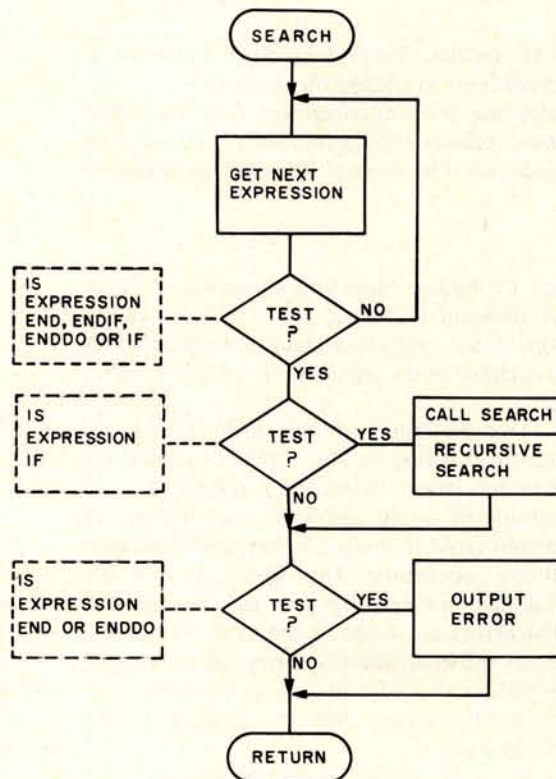 SEARCH
GET NEXT
EXPRESSION
IS
EXPRESSION
END, ENDIF,
ENDDO OR IF
TEST
?
NO
YES
IS
EXPRESSION
IF
TEST
?
YES
NO
CALL SEARCH
RECURSIVE
SEARCH
IS
EXPRESSION
END OR ENDDO
TEST
?
YES
NO
OUTPUT
ERROR
RETURN